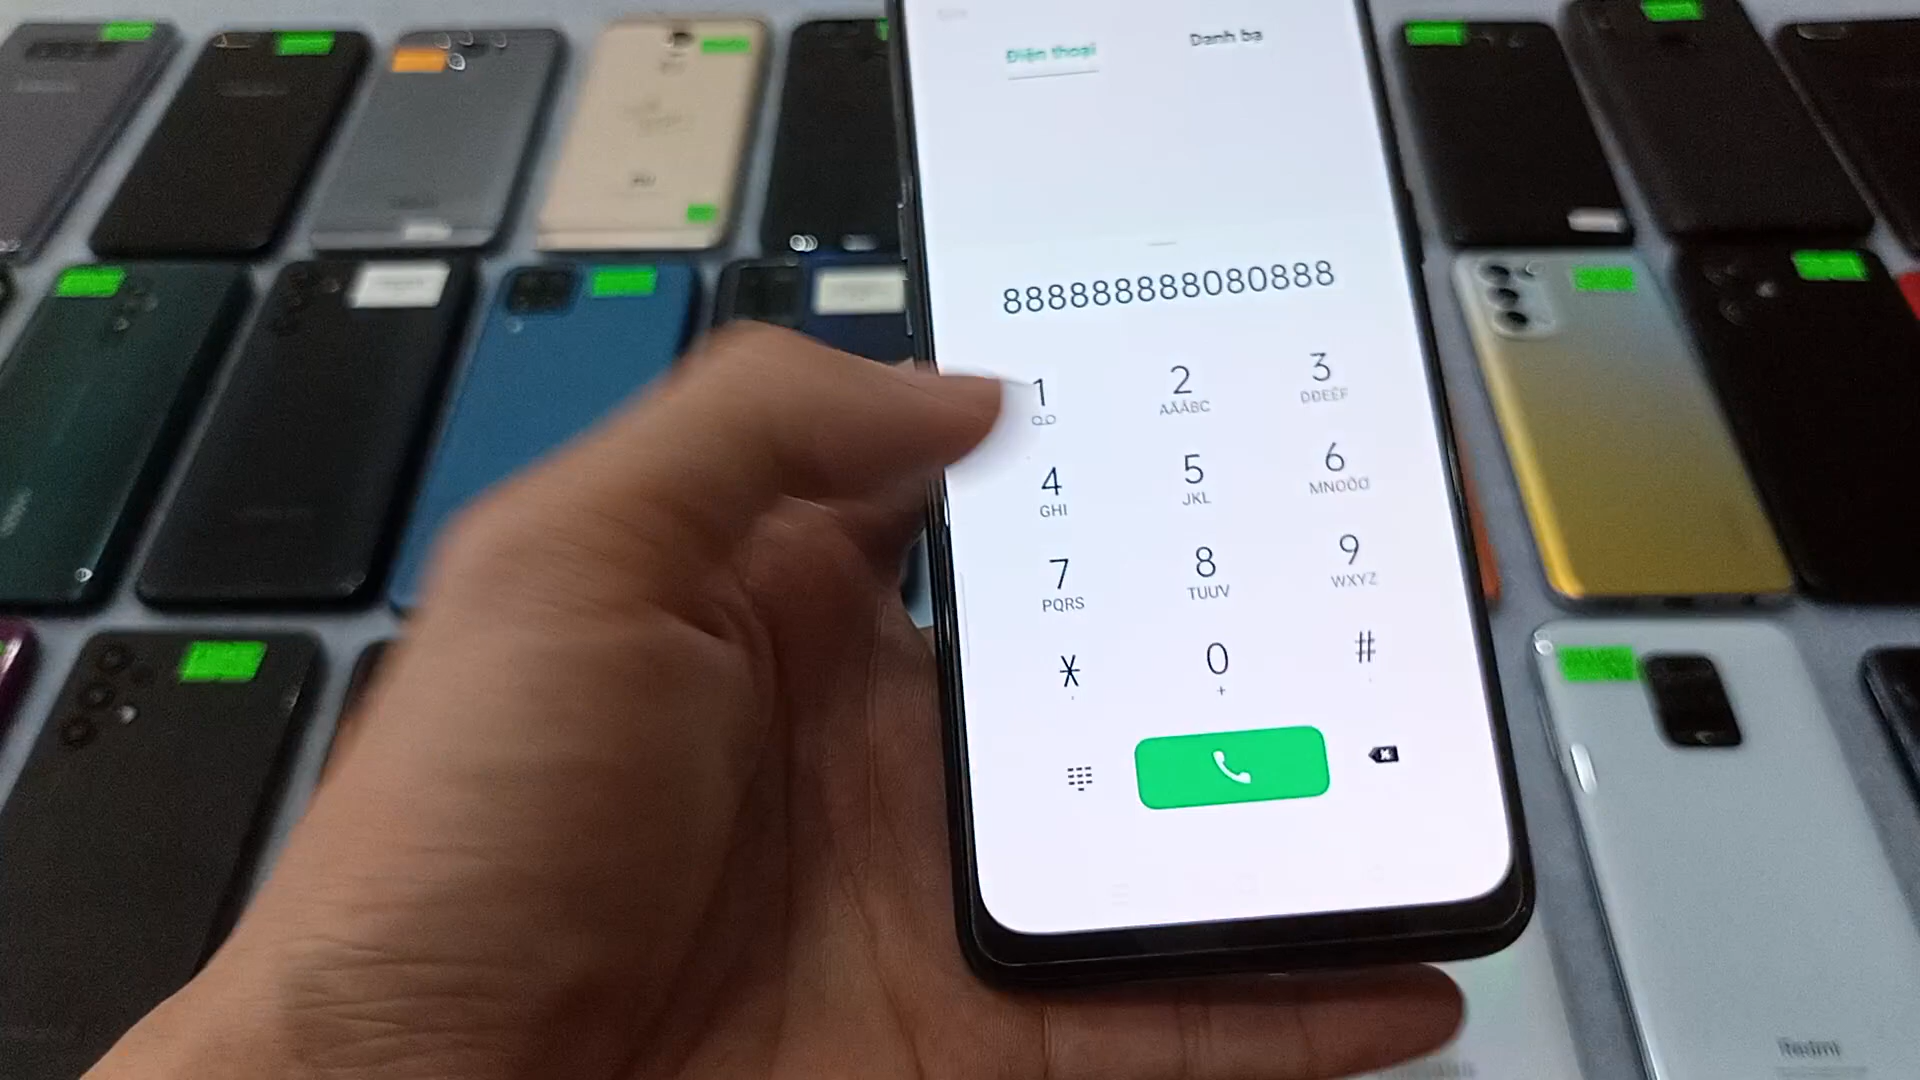 Điện thoại
Danh bạ
888888888080888
1
2
AĂÂBC
3
DĐEÊF
4
GHI
5
JKL
6
MNOÔƠ
7
PQRS
8
TUƯV
9
WXYZ
*
0
+
#
Redmi